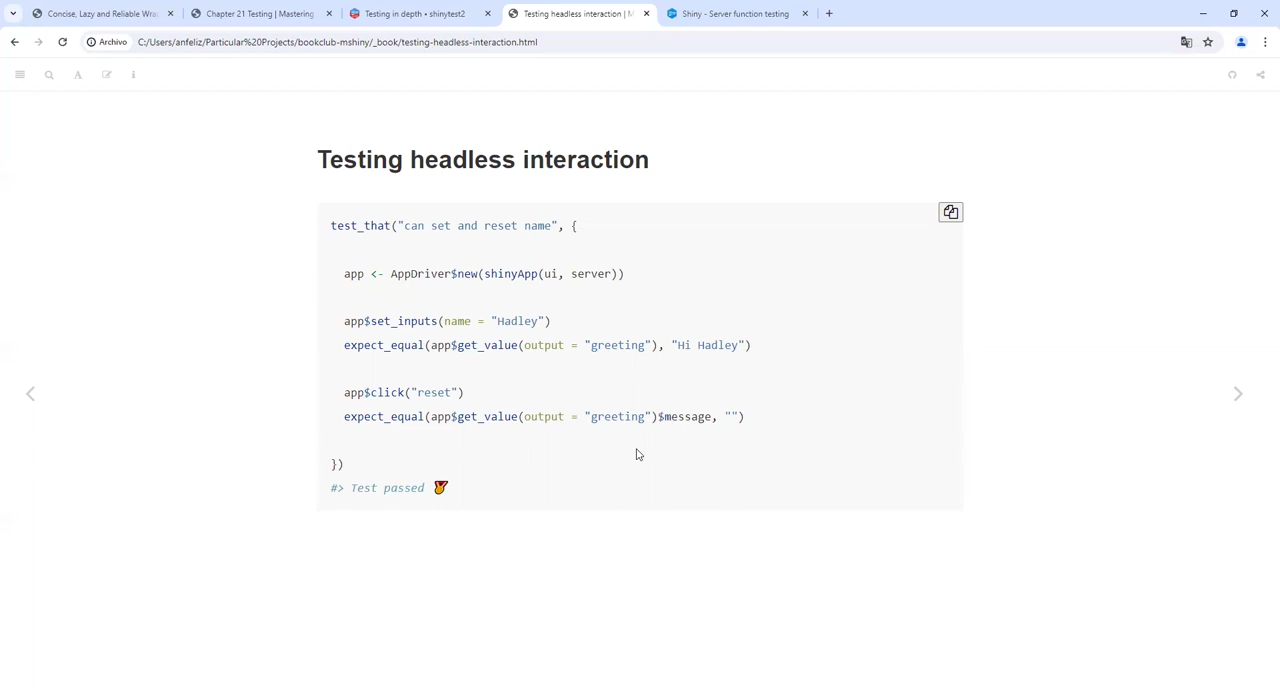 Concise, Lazy and Reliable Wra
Chapter 21 Testing | Mastering
Testing in depth • shinytest2
Testing headless interaction | M
Shiny - Server function testing
Archivo
C:/Users/anfeliz/Particular%20Projects/bookclub-mshiny/_book/testing-headless-interaction.html
Testing headless interaction
test_that("can set and reset name", {
app <- AppDriver$new(shinyApp(ui, server))
app$set_inputs(name = "Hadley")
expect_equal(app$get_value(output = "greeting"), "Hi Hadley")
app$click("reset")
expect_equal(app$get_value(output = "greeting")$message, "")
})
#> Test passed 🥇